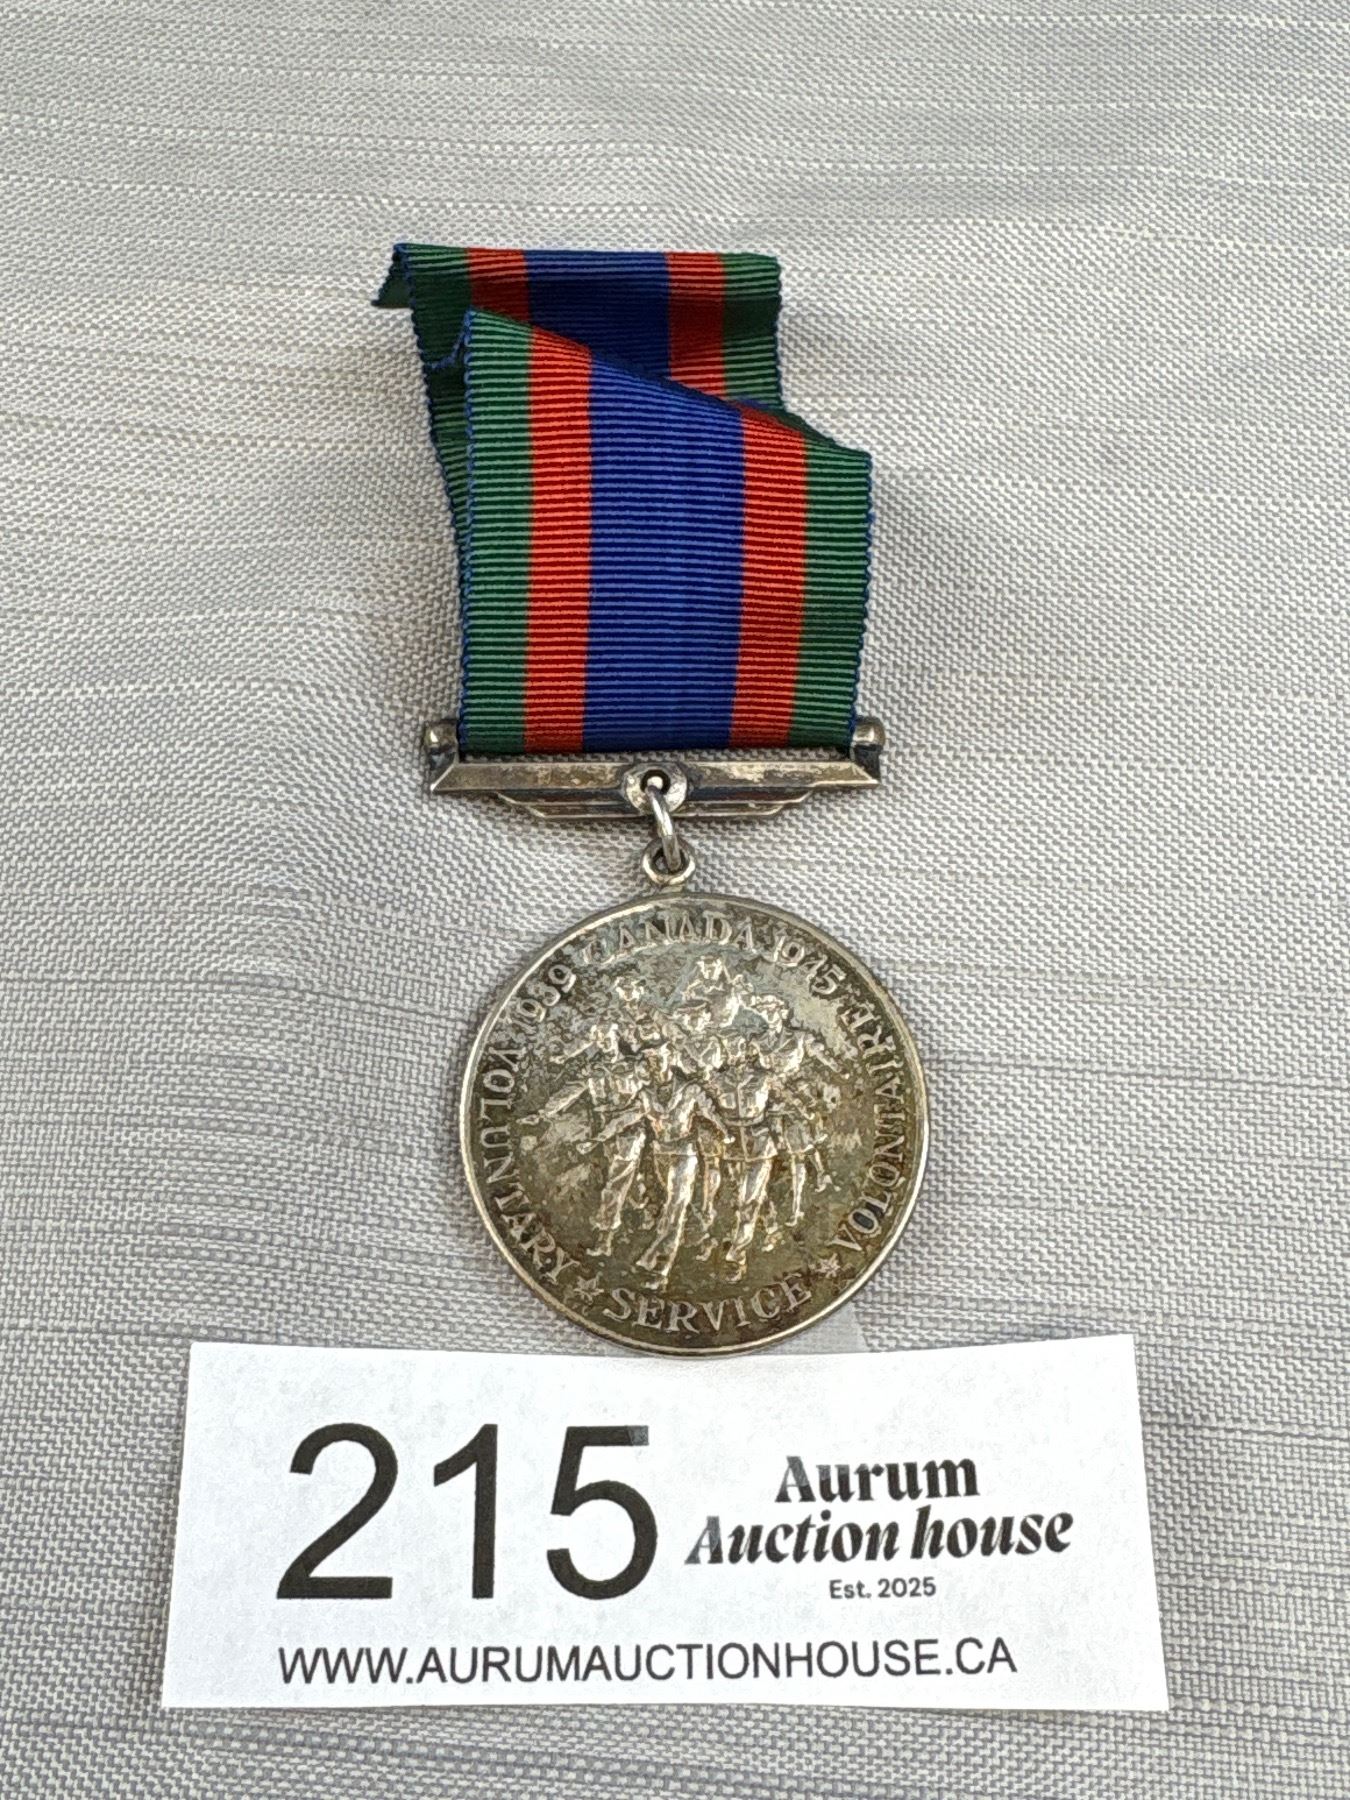 1939 CANADA 1945
VOLUNTARY SERVICE VOLONTAIRE
215
Aurum
Auction house
Est. 2025
WWW.AURUMAUCTIONHOUSE.CA